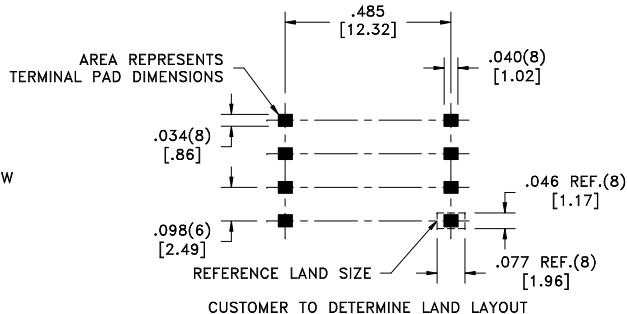 .485
[12.32]
AREA REPRESENTS
TERMINAL PAD DIMENSIONS
.040(8)
[1.02]
.034(8)
[.86]
W
.046 REF.(8)
[1.17]
.098(6)
[2.49]
REFERENCE LAND SIZE
.077 REF.(8)
[1.96]
CUSTOMER TO DETERMINE LAND LAYOUT